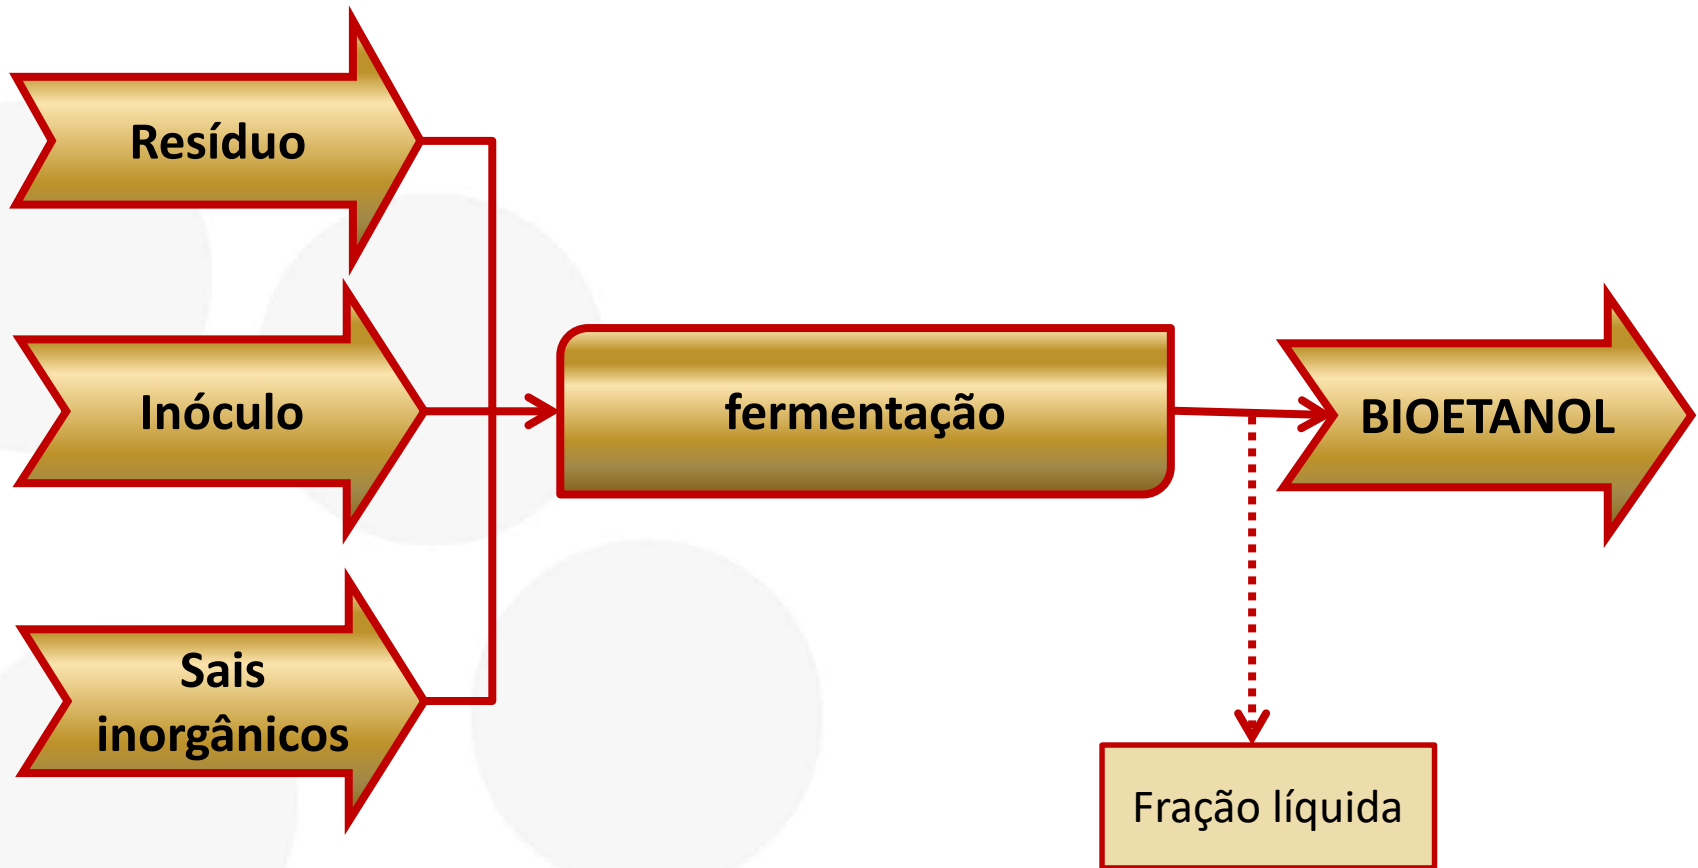 Resíduo
Inóculo
Sais
inorgânicos
fermentação
BIOETANOL
Fração líquida